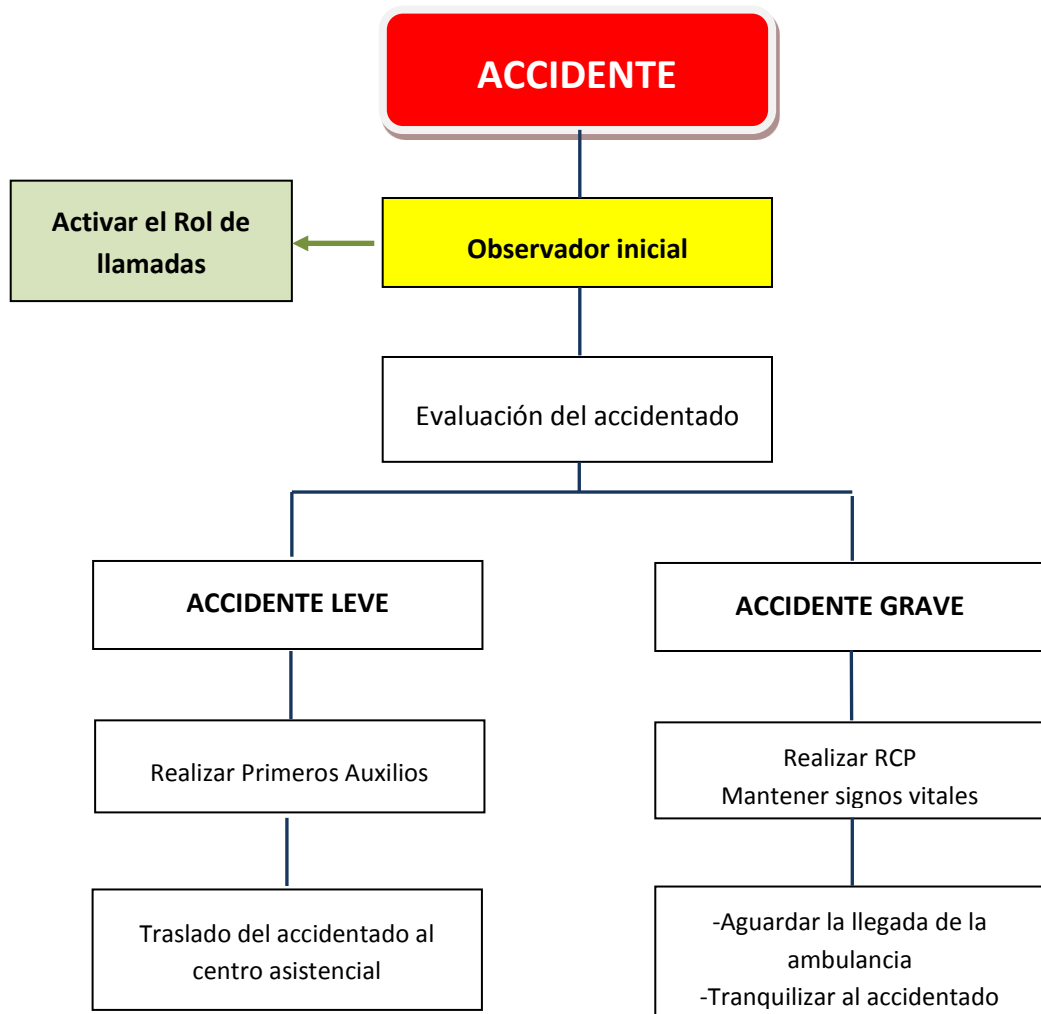 ACCIDENTE
Activar el Rol de
llamadas
Observador inicial
Evaluación del accidentado
ACCIDENTE LEVE
ACCIDENTE GRAVE
Realizar Primeros Auxilios
Realizar RCP
Mantener signos vitales
Traslado del accidentado al
centro asistencial
-Aguardar la llegada de la
ambulancia
-Tranquilizar al accidentado